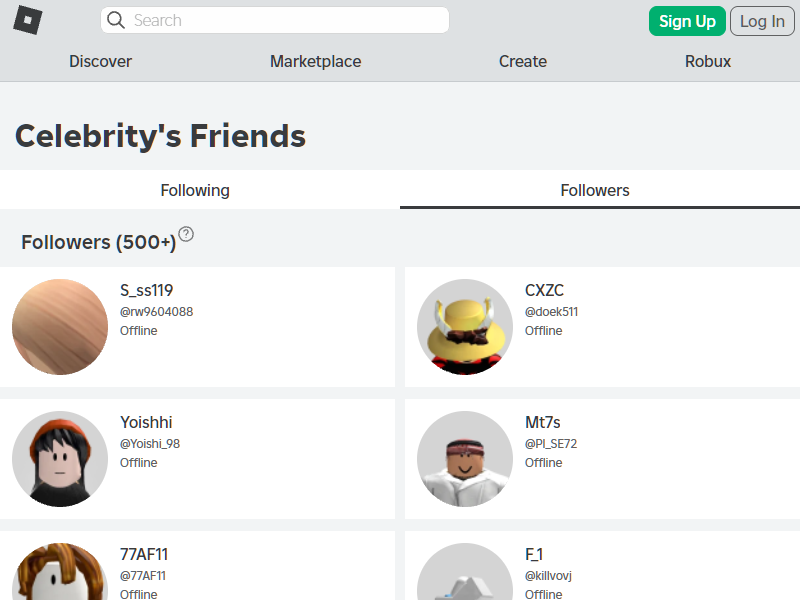 Search
Sign Up
Log In
Discover
Marketplace
Create
Robux
Celebrity's Friends
Following
Followers
Followers (500+)
?
S_ss119
@rw9604088
Offline
CXZC
@doek511
Offline
Yoishhi
@Yoishi_98
Offline
Mt7s
@PI_SE72
Offline
77AF11
@77AF11
Offline
F_1
@killvovj
Offline